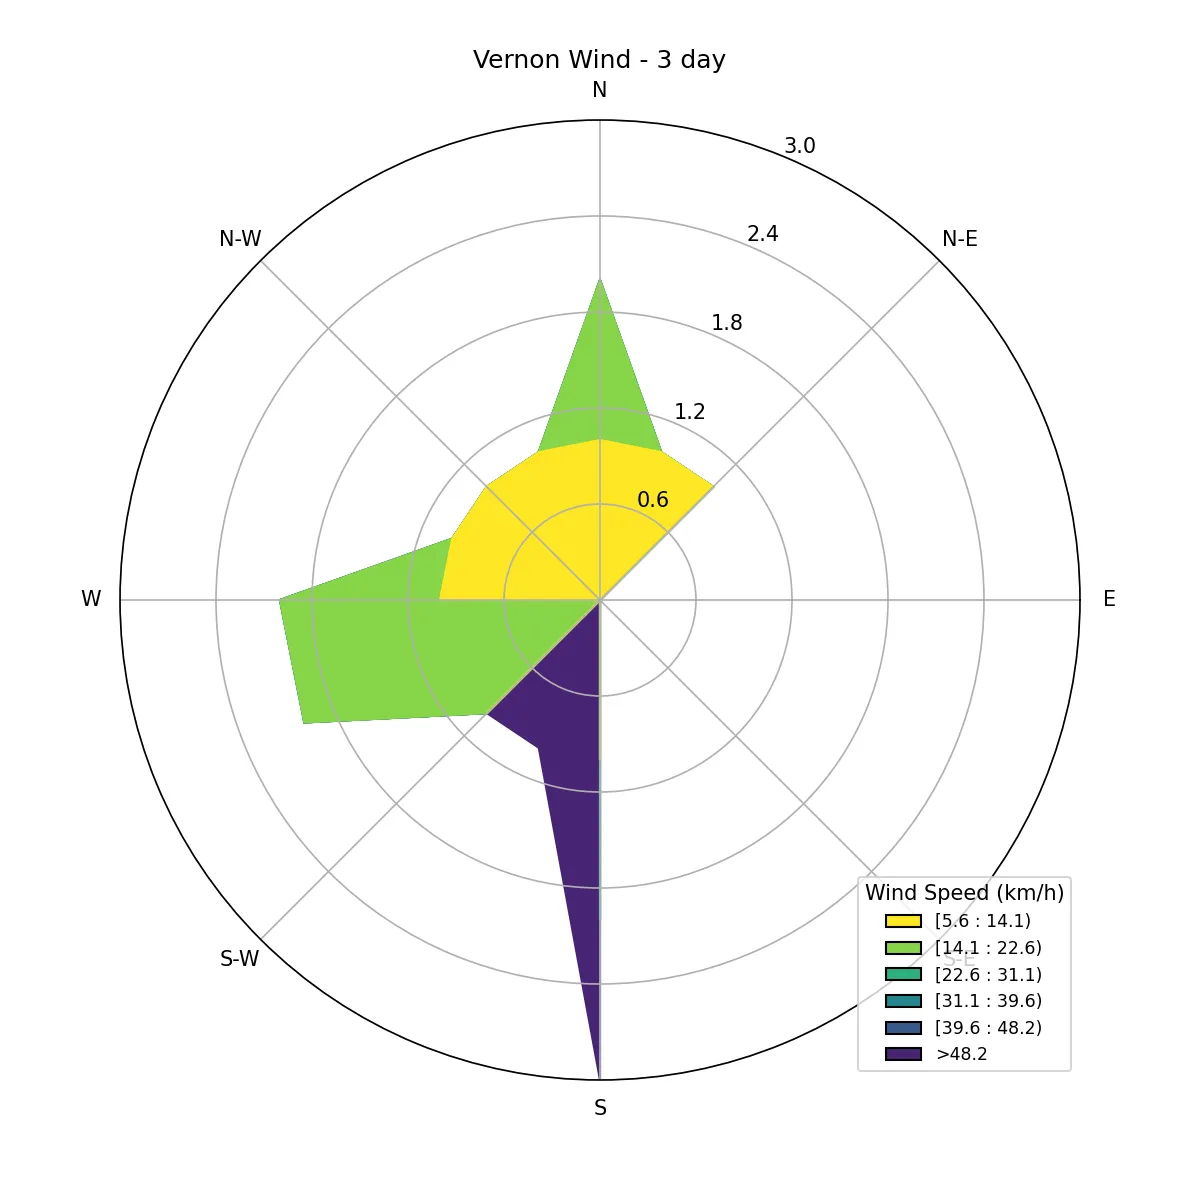 Vernon Wind - 3 day
N
3.0
2.4
N-W
N-E
1.8
1.2
0.6
W
E
Wind Speed (km/h)
[5.6 : 14.1)
[14.1 : 22.6)
S-W
S-E
[22.6 : 31.1)
[31.1 : 39.6)
[39.6 : 48.2)
>48.2
S